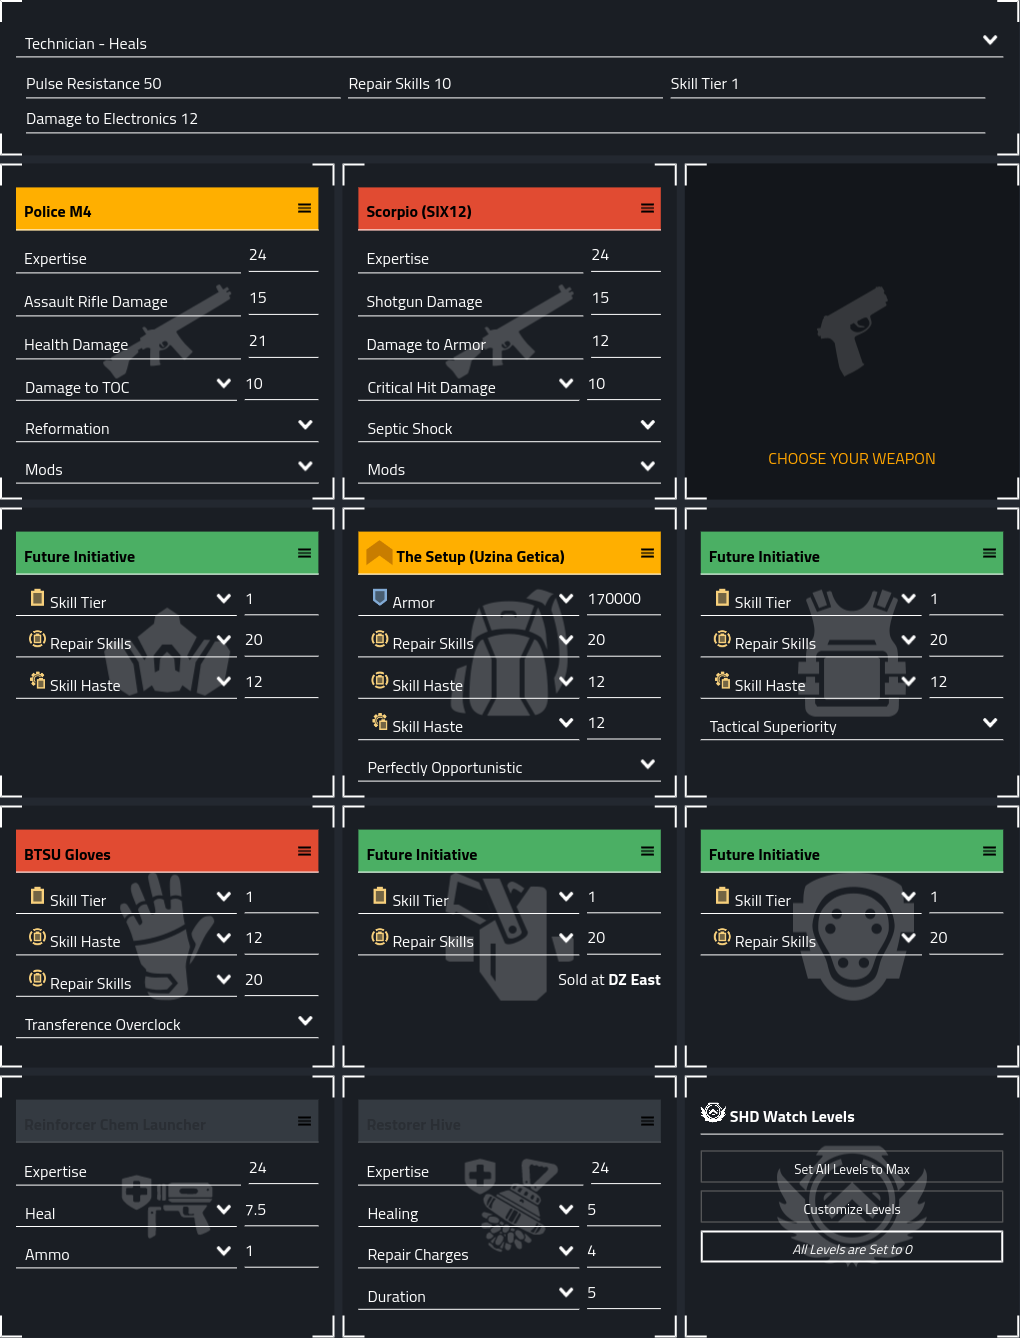 Technician - Heals
Pulse Resistance 50
Repair Skills 10
Skill Tier 1
Damage to Electronics 12
Police M4
Expertise 24
Assault Rifle Damage 15
Health Damage 21
Damage to TOC 10
Reformation
Mods
Scorpio (SIX12)
Expertise 24
Shotgun Damage 15
Damage to Armor 12
Critical Hit Damage 10
Septic Shock
Mods
CHOOSE YOUR WEAPON
Future Initiative
Skill Tier 1
Repair Skills 20
Skill Haste 12
The Setup (Uzina Getica)
Armor 170000
Repair Skills 20
Skill Haste 12
Skill Haste 12
Perfectly Opportunistic
Future Initiative
Skill Tier 1
Repair Skills 20
Skill Haste 12
Tactical Superiority
BTSU Gloves
Skill Tier 1
Skill Haste 12
Repair Skills 20
Transference Overclock
Future Initiative
Skill Tier 1
Repair Skills 20
Sold at DZ East
Future Initiative
Skill Tier 1
Repair Skills 20
Reinforcer Chem Launcher
Expertise 24
Heal 7.5
Ammo 1
Restorer Hive
Expertise 24
Healing 5
Repair Charges 4
Duration 5
SHD Watch Levels
Set All Levels to Max
Customize Levels
All Levels are Set to 0